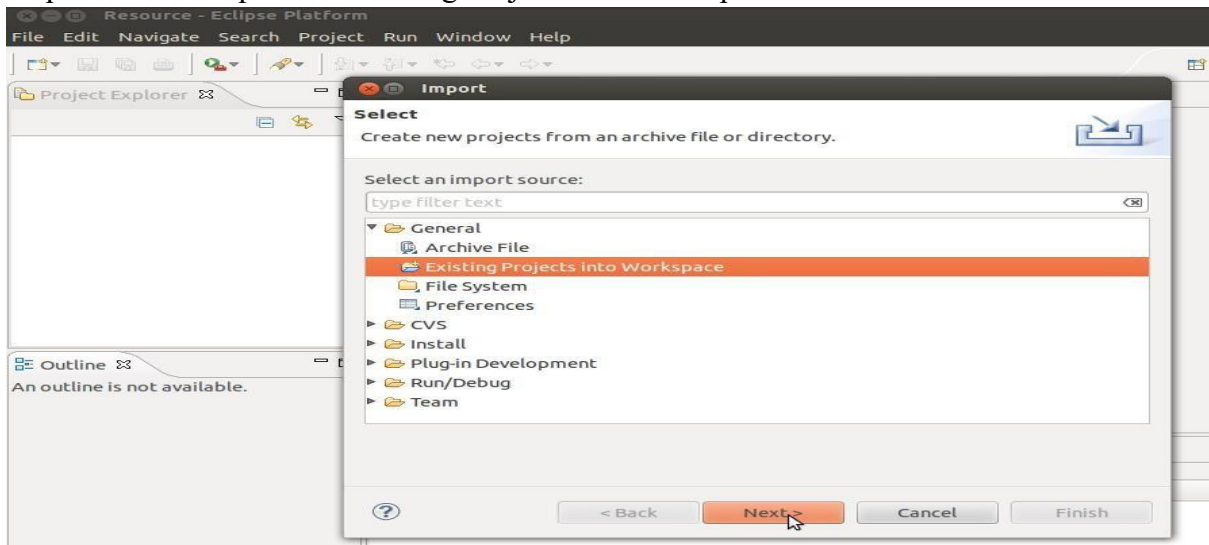 Resource - Eclipse Platform
File Edit Navigate Search Project Run Window Help
Project Explorer
Import
Select
Create new projects from an archive file or directory.
Select an import source:
type filter text
General
Archive File
Existing Projects into Workspace
File System
Preferences
CVS
Install
Plug-in Development
Run/Debug
Team
Outline
An outline is not available.
< Back Next > Cancel Finish